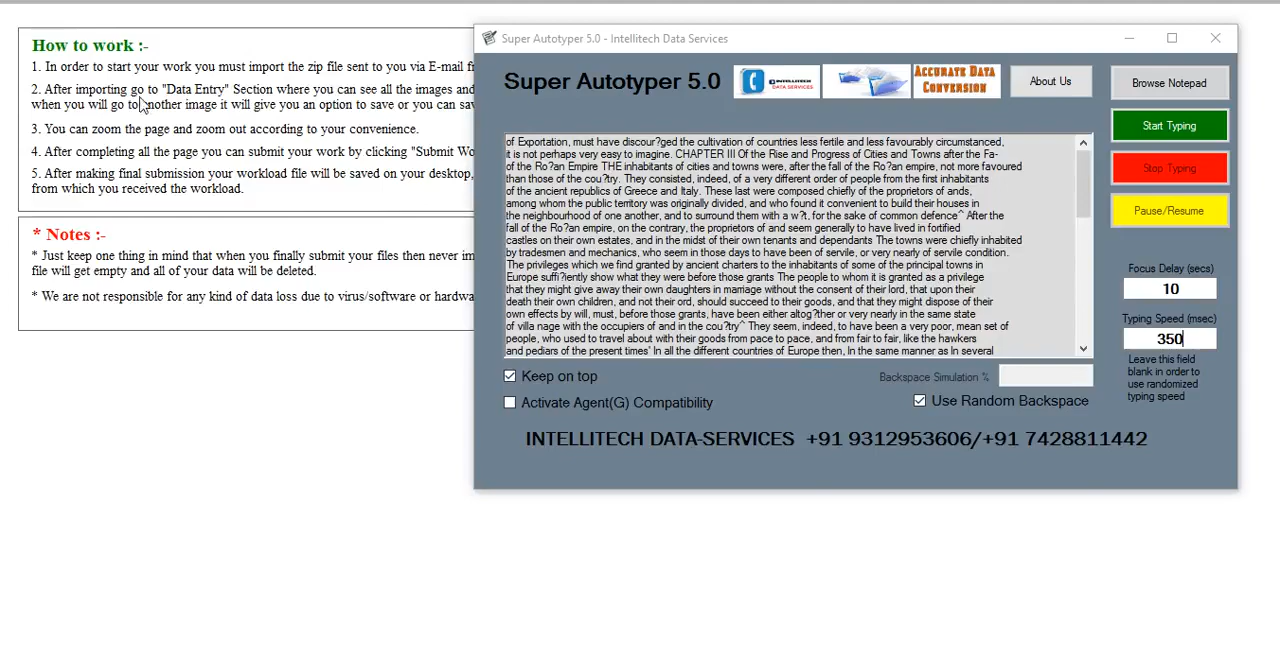 How to work :-
1. In order to start your work you must import the zip file sent to you via E-mail f
2. After importing go to "Data Entry" Section where you can see all the images and
when you will go to another image it will give you an option to save or you can sa
3. You can zoom the page and zoom out according to your convenience.
4. After completing all the page you can submit your work by clicking "Submit Wo
5. After making final submission your workload file will be saved on your desktop,
from which you received the workload.
* Notes :-
* Just keep one thing in mind that when you finally submit your files then never im
file will get empty and all of your data will be deleted.
* We are not responsible for any kind of data loss due to virus/software or hardwa
Super Autotyper 5.0 - Intellitech Data Services
Super Autotyper 5.0
INTELLITECH
DATA SERVICES
ACCURATE DATA
CONVERSION
About Us
Browse Notepad
Start Typing
Stop Typing
Pause/Resume
of Exportation, must have discour?ged the cultivation of countries less fertile and less favourably circumstanced,
it is not perhaps very easy to imagine. CHAPTER III Of the Rise and Progress of Cities and Towns after the Fa-
of the Ro?an Empire THE inhabitants of cities and towns were, after the fall of the Ro?an empire, not more favoured
than those of the cou?try. They consisted, indeed, of a very different order of people from the first inhabitants
of the ancient republics of Greece and Italy. These last were composed chiefly of the proprietors of ands,
among whom the public territory was originally divided, and who found it convenient to build their houses in
the neighbourhood of one another, and to surround them with a w?t, for the sake of common defence^ After the
fall of the Ro?an empire, on the contrary, the proprietors of and seem generally to have lived in fortified
castles on their own estates, and in the midst of their own tenants and dependants The towns were chiefly inhabited
by tradesmen and mechanics, who seem in those days to have been of servile, or very nearly of servile condition.
The privileges which we find granted by ancient charters to the inhabitants of some of the principal towns in
Europe suffi?iently show what they were before those grants The people to whom it is granted as a privilege
that they might give away their own daughters in mariage without the consent of their lord, that upon their
death their own children, and not their ord, should succeed to their goods, and that they might dispose of their
own effects by will, must, before those grants, have been either altog?ther or very nearly in the same state
of villa nage with the occupiers of and in the cou?try^ They seem, indeed, to have been a very poor, mean set of
people, who used to travel about with their goods from pace to pace, and from fair to fair, like the hawkers
and pediars of the present times' In all the different countries of Europe then, In the same manner as In several
Focus Delay (secs)
10
Typing Speed (msec)
350
Leave this field
blank in order to
use randomized
typing speed
Keep on top
Backspace Simulation %
Activate Agent(G) Compatibility
Use Random Backspace
INTELLITECH DATA-SERVICES +91 9312953606/+91 7428811442